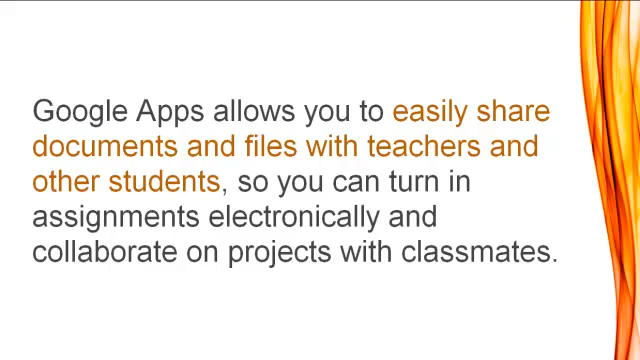 Google Apps allows you to easily share
documents and files with teachers and
other students, so you can turn in
assignments electronically and
collaborate on projects with classmates.